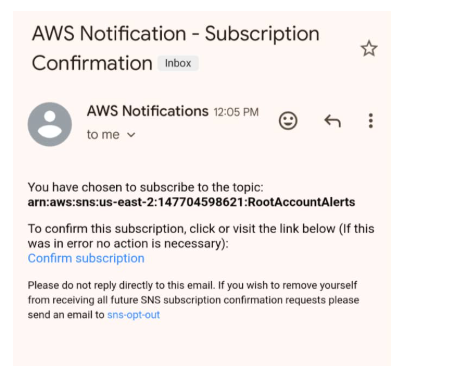 AWS Notification - Subscription
Confirmation Inbox
AWS Notifications 12:05 PM
to me
You have chosen to subscribe to the topic:
arn:aws:sns:us-east-2:147704598621:RootAccountAlerts
To confirm this subscription, click or visit the link below (If this
was in error no action is necessary):
Confirm subscription
Please do not reply directly to this email. If you wish to remove yourself
from receiving all future SNS subscription confirmation requests please
send an email to sns-opt-out